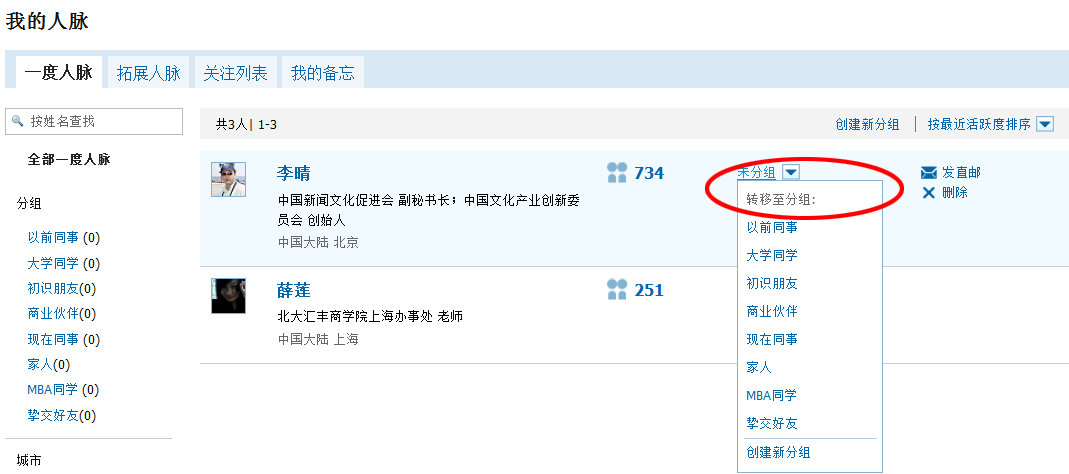 我的人脉
一度人脉 拓展人脉 关注列表 我的备忘
按姓名查找
全部一度人脉
分组
以前同事 (0)
大学同学 (0)
初识朋友(0)
商业伙伴 (0)
现在同事 (0)
家人(0)
MBA同学 (0)
挚交好友(0)
城市
共3人| 1-3 创建新分组 | 按最近活跃度排序
李晴 734 未分组 发直邮
中国新闻文化促进会 副秘书长；中国文化产业创新委员会 创始人 删除
中国大陆 北京
薛莲 251
北大汇丰商学院上海办事处 老师
中国大陆 上海
转移至分组:
以前同事
大学同学
初识朋友
商业伙伴
现在同事
家人
MBA同学
挚交好友
创建新分组